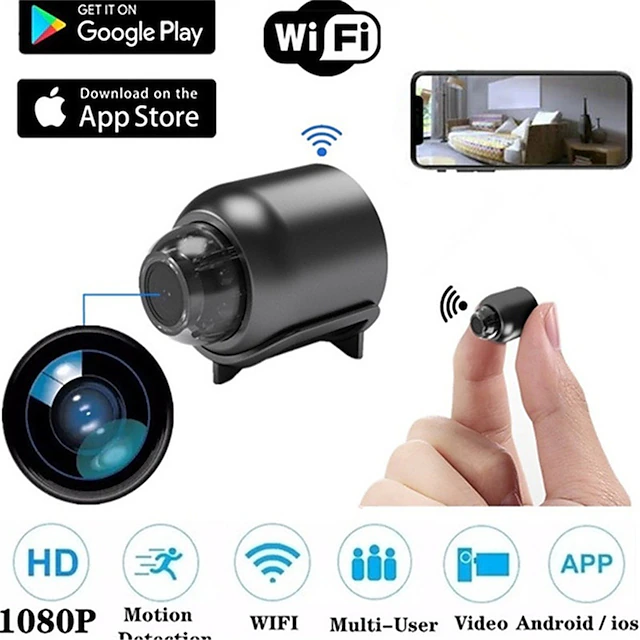 GET IT ON
Google Play
WiFi
Download on the
App Store
HD
APP
1080P
Motion
Detection
WIFI
Multi-User
Video
Android / ios